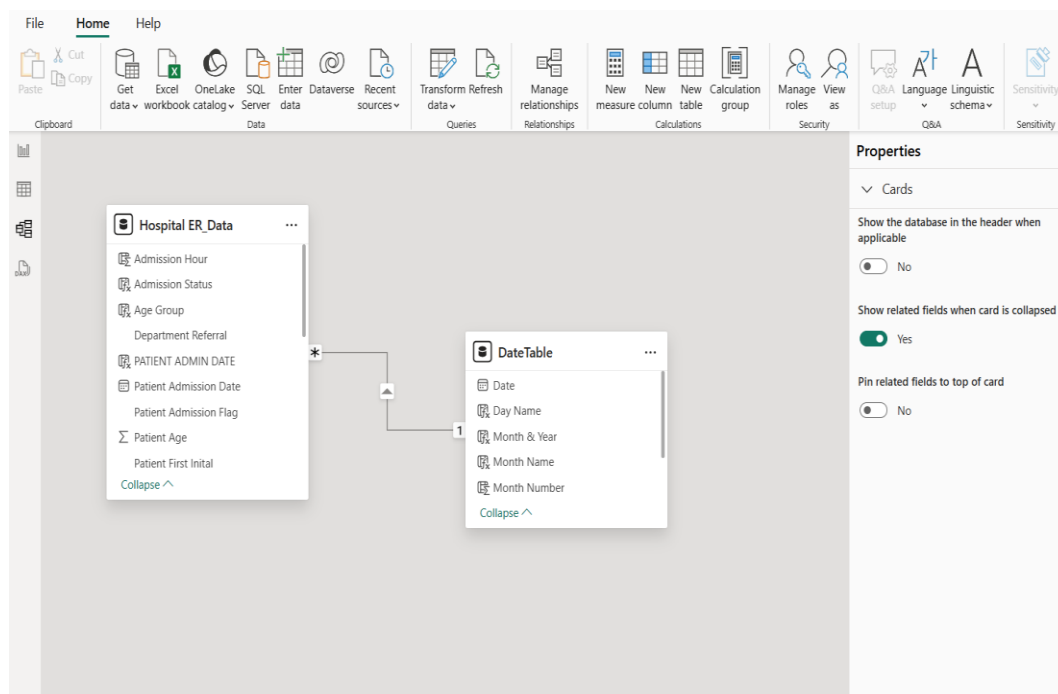 File Home Help
Paste
Cut
Copy
Clipboard
Get data
Excel workbook
OneLake catalog
SQL Server
Enter data
Dataverse
Recent sources
Data
Transform data
Refresh
Queries
Manage relationships
Relationships
New measure
New column
New table
Calculation group
Calculations
Manage roles
View as
Security
Q&A setup
Language
Linguistic schema
Q&A
Sensitivity
Sensitivity
Hospital ER_Data
Admission Hour
Admission Status
Age Group
Department Referral
PATIENT ADMIN DATE
Patient Admission Date
Patient Admission Flag
Patient Age
Patient First Inital
Collapse
*
1
DateTable
Date
Day Name
Month & Year
Month Name
Month Number
Collapse
Properties
Cards
Show the database in the header when
applicable
No
Show related fields when card is collapsed
Yes
Pin related fields to top of card
No